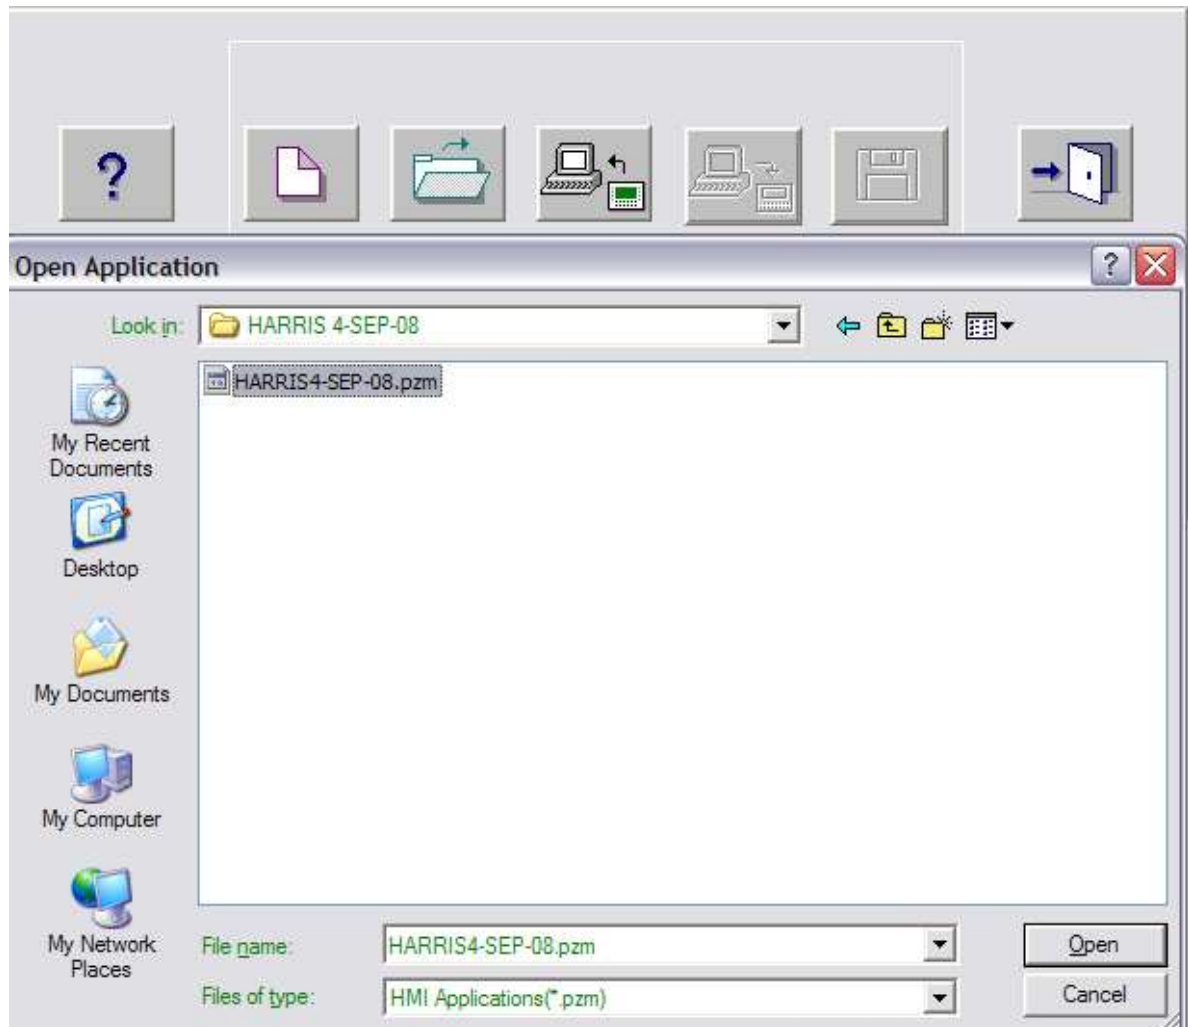 ?
Open Application
?
Look in:
HARRIS 4-SEP-08
HARRIS4-SEP-08.pzm
My Recent
Documents
Desktop
My Documents
My Computer
My Network
Places
File name:
HARRIS4-SEP-08.pzm
Open
Files of type:
HMI Applications(*.pzm)
Cancel